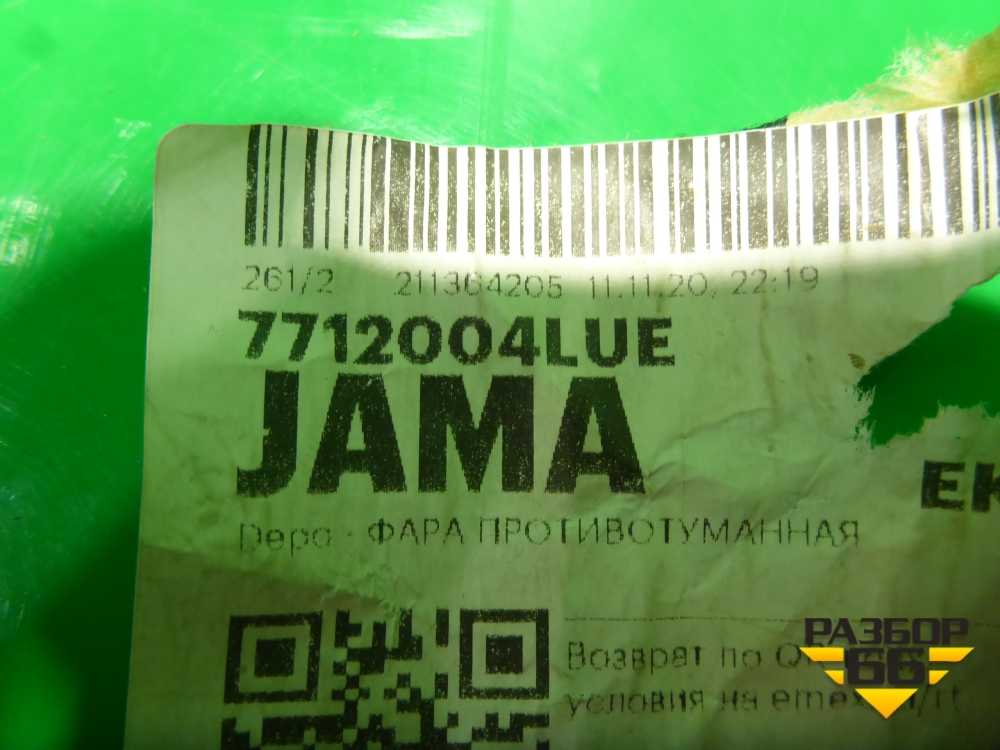 261/2 211364205 11.11.20, 22:19
7712004LUE
JAMA
Depo - ФАРА ПРОТИВОТУМАННАЯ
Возврат по
условия на
РАЗБОР
66